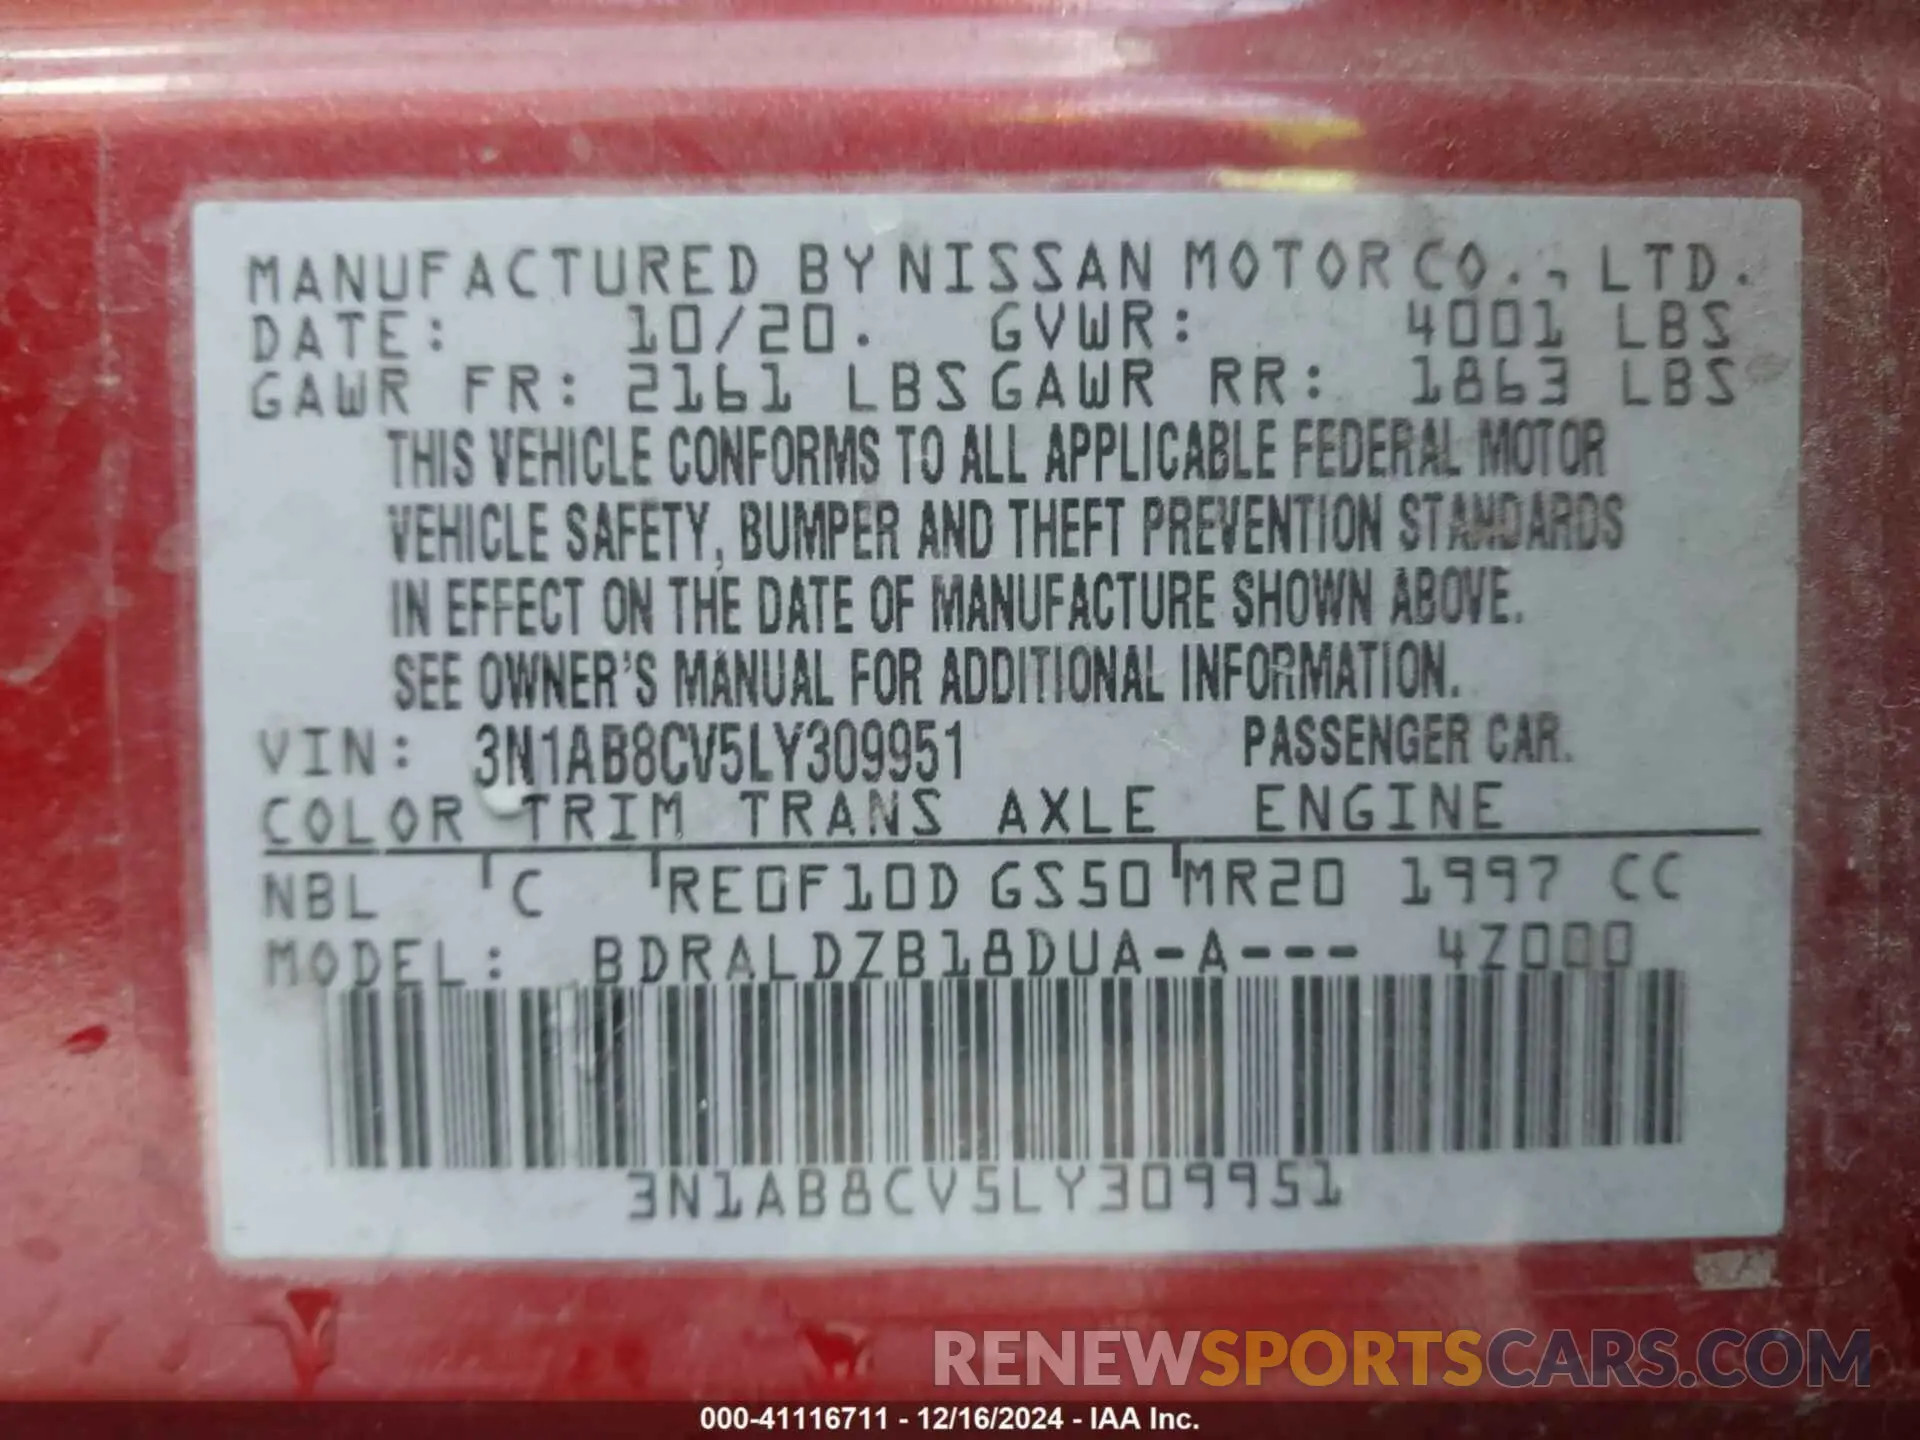 MANUFACTURED BY NISSAN MOTOR CO., LTD.
DATE: 10/20. GVWR: 4001 LBS
GAWR FR: 2161 LBS GAWR RR: 1863 LBS
THIS VEHICLE CONFORMS TO ALL APPLICABLE FEDERAL MOTOR
VEHICLE SAFETY, BUMPER AND THEFT PREVENTION STANDARDS
IN EFFECT ON THE DATE OF MANUFACTURE SHOWN ABOVE.
SEE OWNER'S MANUAL FOR ADDITIONAL INFORMATION.
VIN: 3N1AB8CV5LY309951 PASSENGER CAR.
COLOR TRIM TRANS AXLE ENGINE
NBL C RE0F10D GS50 MR20 1997 CC
MODEL: BDRALDZB18DUA-A--- 4Z000
3N1AB8CV5LY309951
RENEWSPORTSCARS.COM
000-41116711 - 12/16/2024 - IAA Inc.